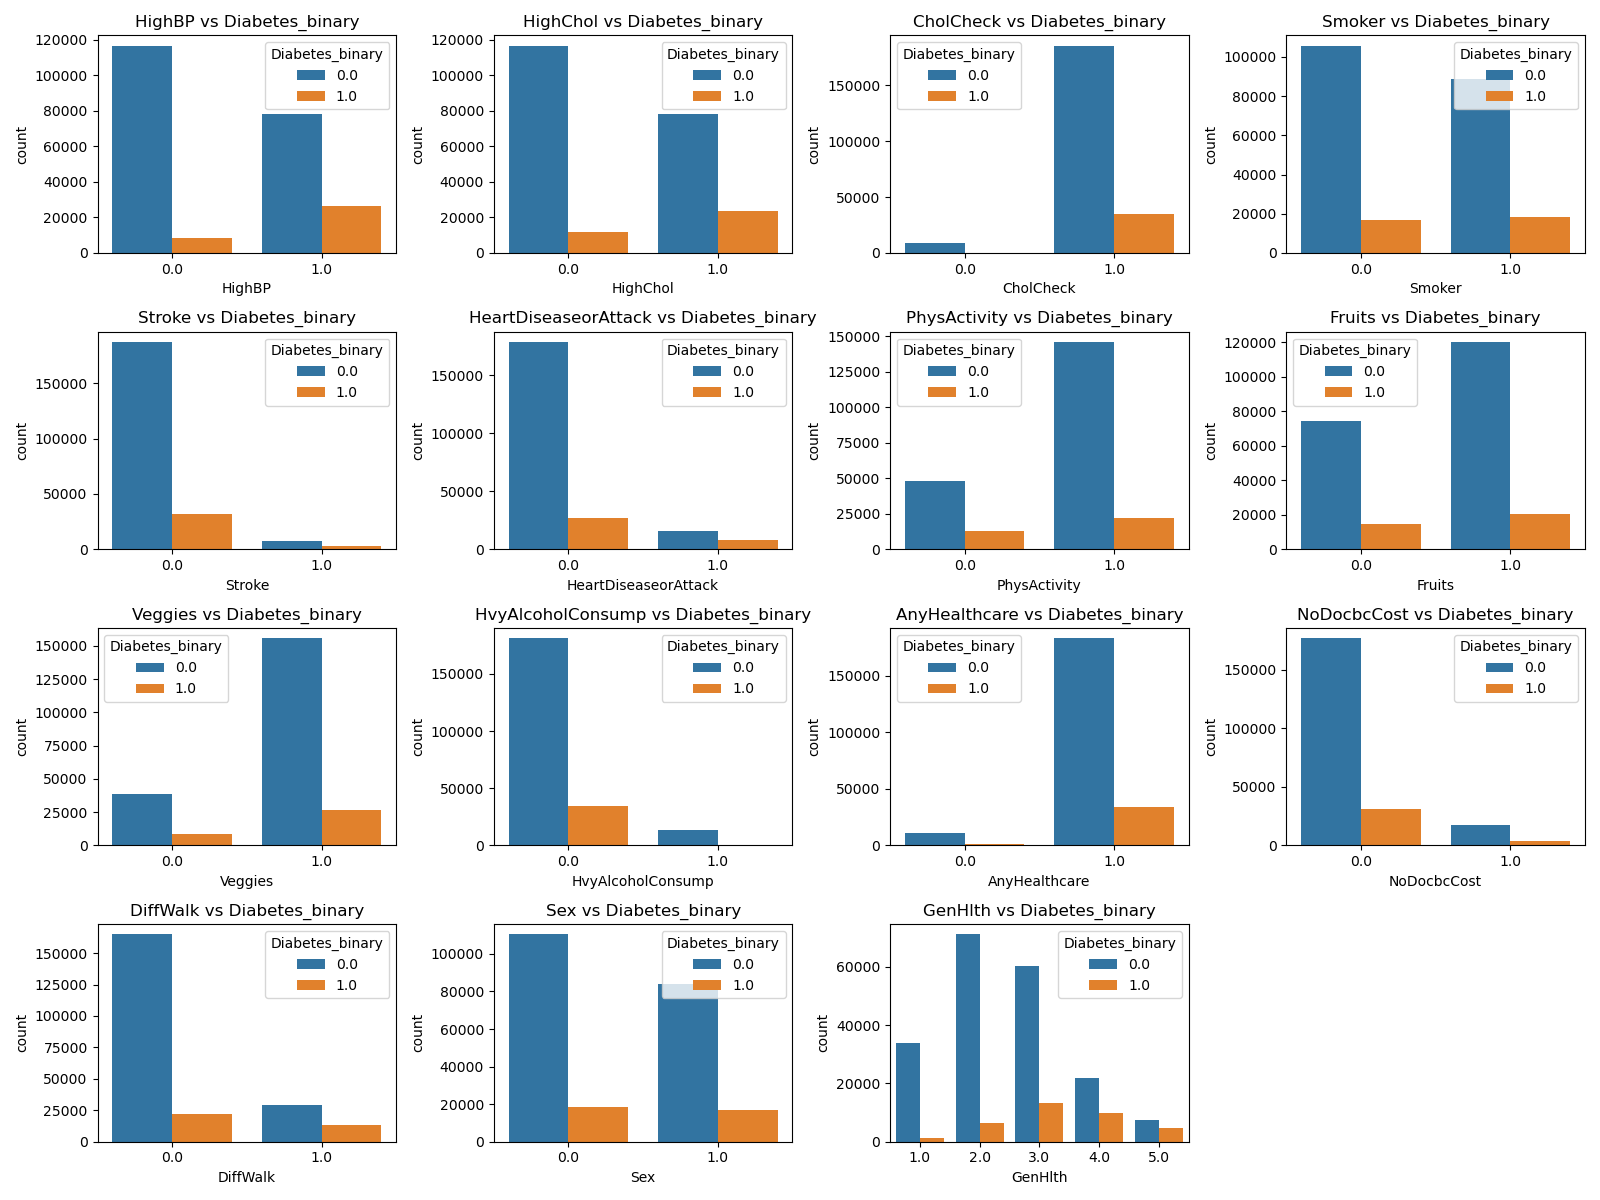 HighBP vs Diabetes_binary
120000
100000
80000
60000
40000
20000
0
count
Diabetes_binary
0.0
1.0
0.0 1.0
HighBP
HighChol vs Diabetes_binary
120000
100000
80000
60000
40000
20000
0
count
Diabetes_binary
0.0
1.0
0.0 1.0
HighChol
CholCheck vs Diabetes_binary
150000
100000
50000
0
count
Diabetes_binary
0.0
1.0
0.0 1.0
CholCheck
Smoker vs Diabetes_binary
100000
80000
60000
40000
20000
0
count
Diabetes_binary
0.0
1.0
0.0 1.0
Smoker
Stroke vs Diabetes_binary
150000
100000
50000
0
count
Diabetes_binary
0.0
1.0
0.0 1.0
Stroke
HeartDiseaseorAttack vs Diabetes_binary
150000
100000
50000
0
count
Diabetes_binary
0.0
1.0
0.0 1.0
HeartDiseaseorAttack
PhysActivity vs Diabetes_binary
150000
125000
100000
75000
50000
25000
0
count
Diabetes_binary
0.0
1.0
0.0 1.0
PhysActivity
Fruits vs Diabetes_binary
120000
100000
80000
60000
40000
20000
0
count
Diabetes_binary
0.0
1.0
0.0 1.0
Fruits
Veggies vs Diabetes_binary
150000
125000
100000
75000
50000
25000
0
count
Diabetes_binary
0.0
1.0
0.0 1.0
Veggies
HvyAlcoholConsump vs Diabetes_binary
150000
100000
50000
0
count
Diabetes_binary
0.0
1.0
0.0 1.0
HvyAlcoholConsump
AnyHealthcare vs Diabetes_binary
150000
100000
50000
0
count
Diabetes_binary
0.0
1.0
0.0 1.0
AnyHealthcare
NoDocbcCost vs Diabetes_binary
150000
100000
50000
0
count
Diabetes_binary
0.0
1.0
0.0 1.0
NoDocbcCost
DiffWalk vs Diabetes_binary
150000
125000
100000
75000
50000
25000
0
count
Diabetes_binary
0.0
1.0
0.0 1.0
DiffWalk
Sex vs Diabetes_binary
100000
80000
60000
40000
20000
0
count
Diabetes_binary
0.0
1.0
0.0 1.0
Sex
GenHlth vs Diabetes_binary
60000
40000
20000
0
count
Diabetes_binary
0.0
1.0
1.0 2.0 3.0 4.0 5.0
GenHlth